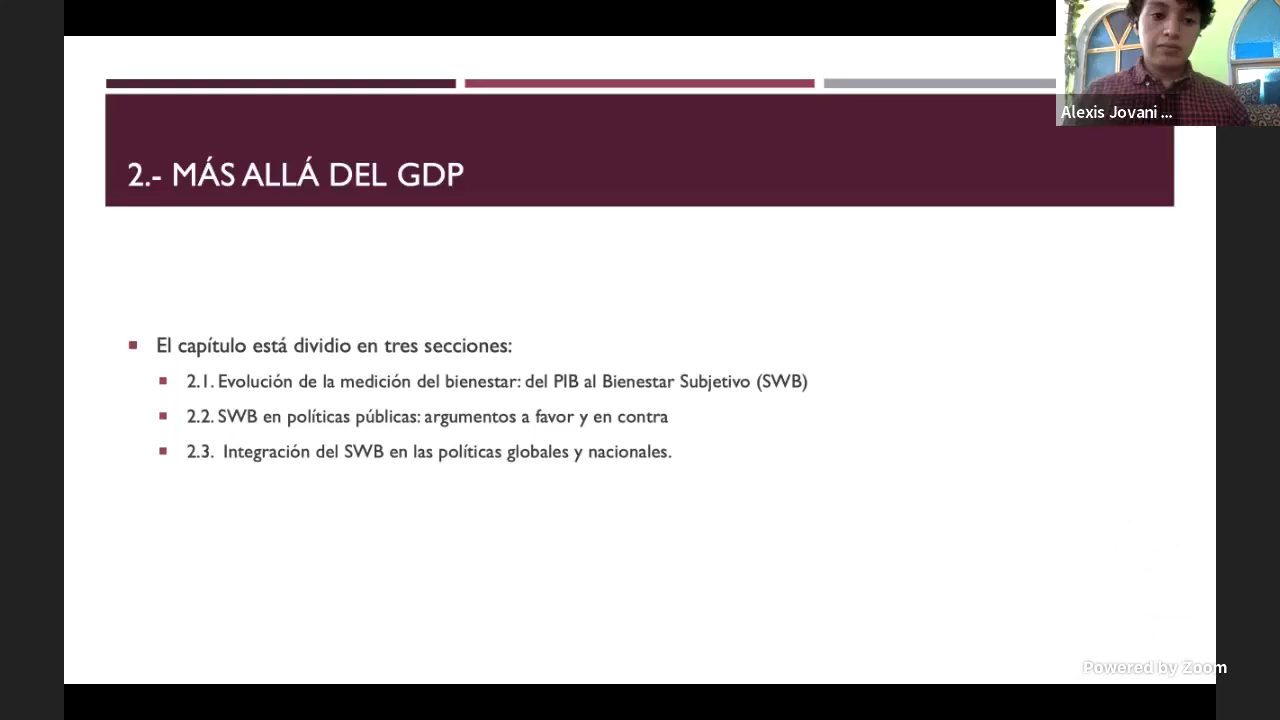 Alexis Jovani ...
2.- MÁS ALLÁ DEL GDP
El capítulo está dividio en tres secciones:
2.1. Evolución de la medición del bienestar: del PIB al Bienestar Subjetivo (SWB)
2.2. SWB en políticas públicas: argumentos a favor y en contra
2.3. Integración del SWB en las políticas globales y nacionales.
Powered by Zoom